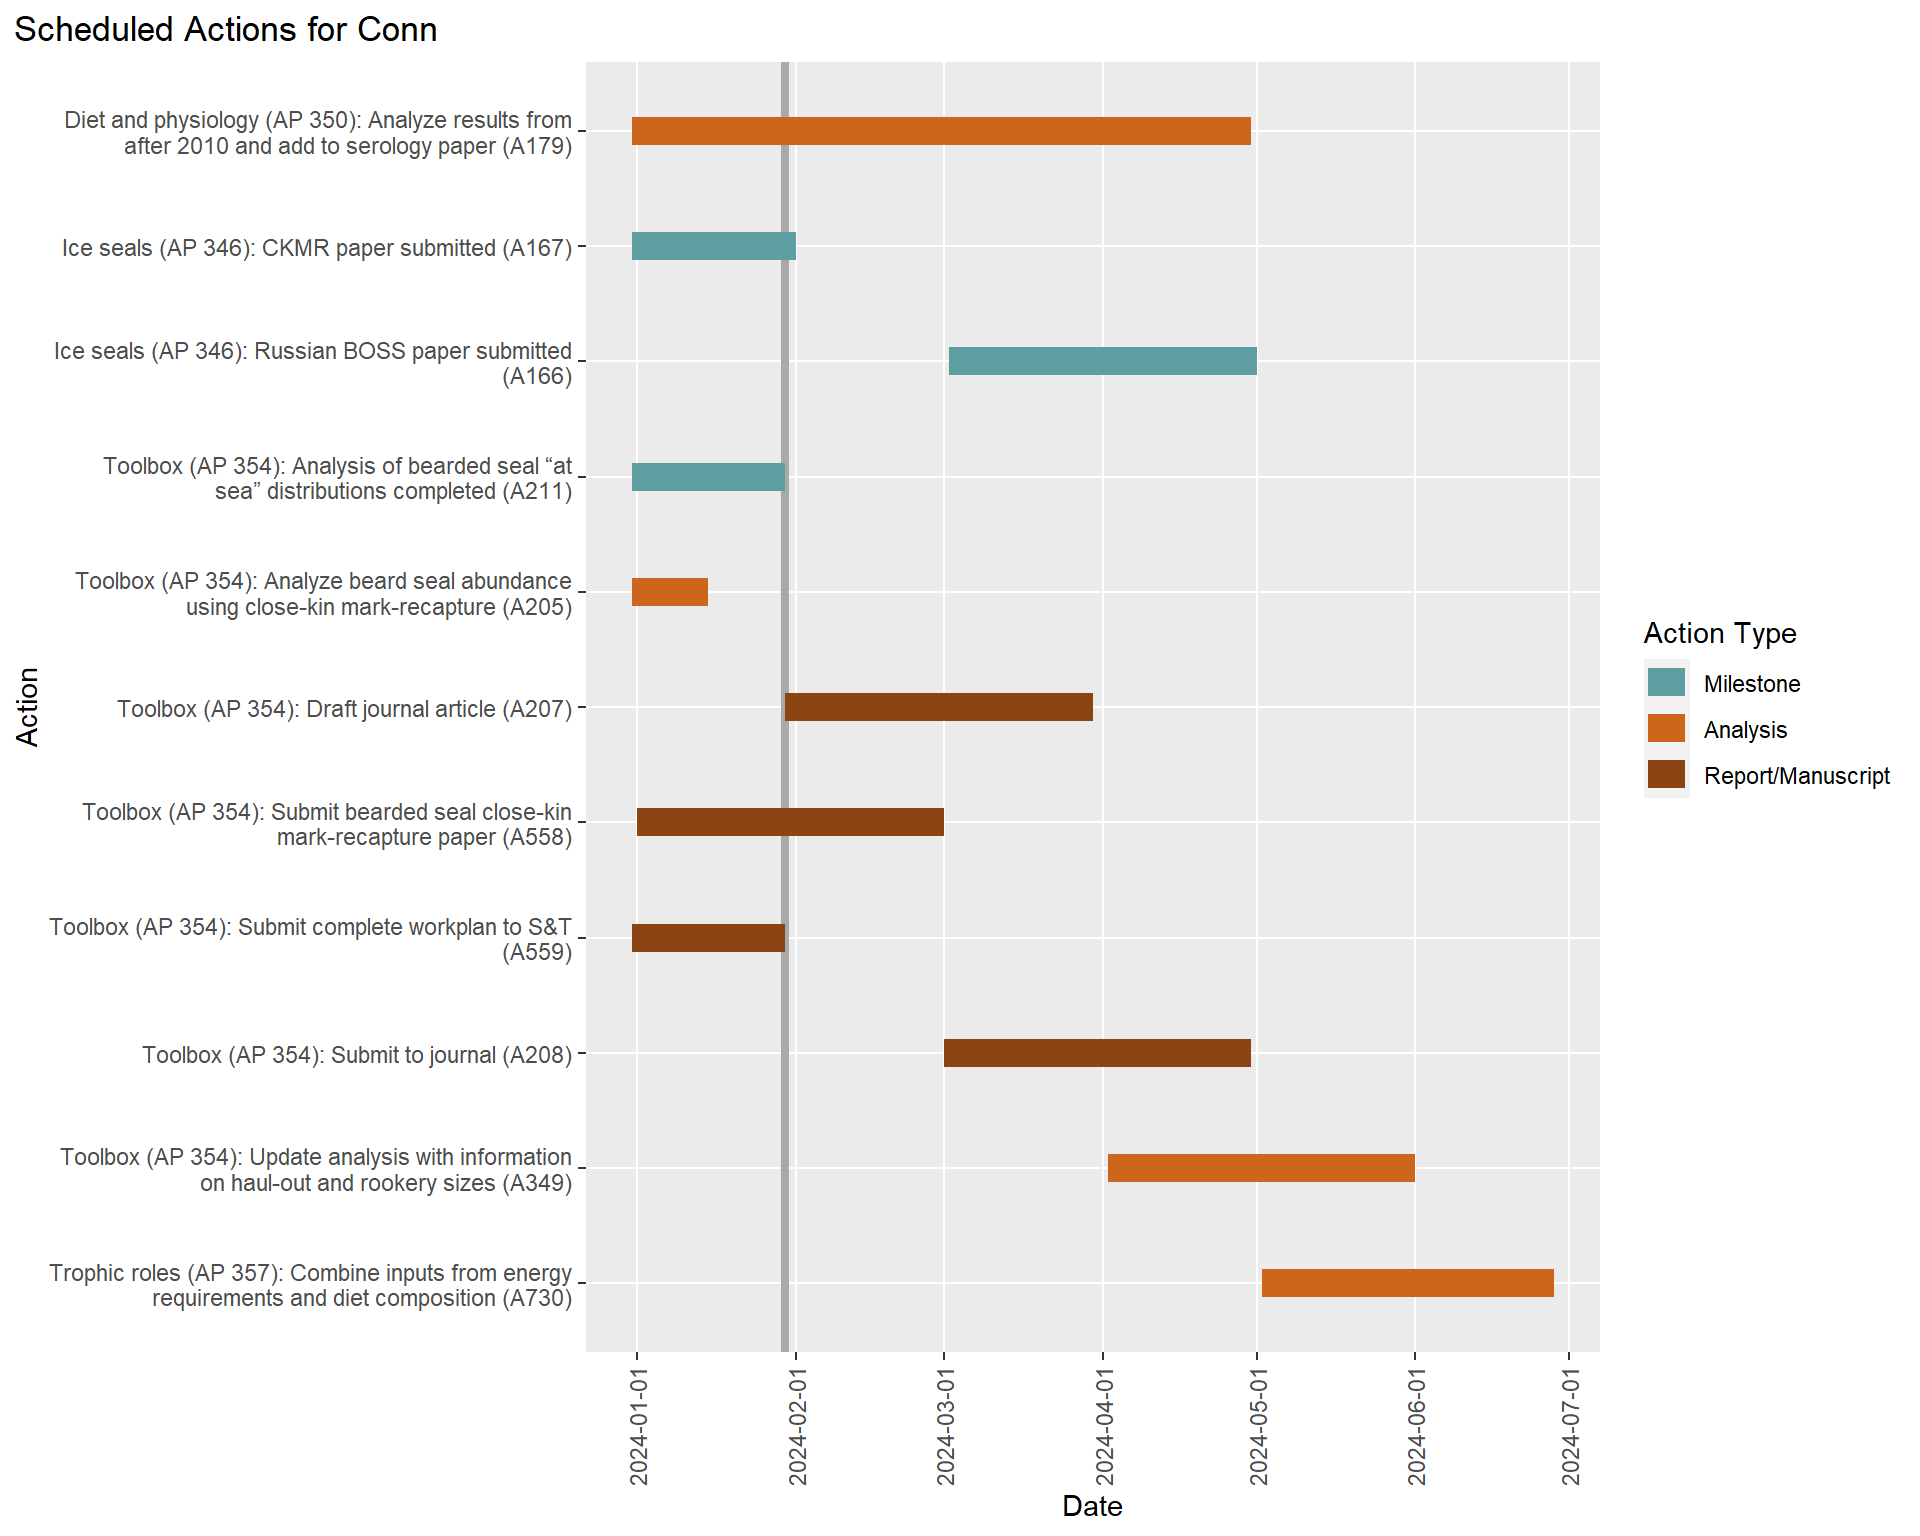 Scheduled Actions for Conn
Diet and physiology (AP 350): Analyze results from
after 2010 and add to serology paper (A179)
Ice seals (AP 346): CKMR paper submitted (A167)
Ice seals (AP 346): Russian BOSS paper submitted
(A166)
Toolbox (AP 354): Analysis of bearded seal “at
sea” distributions completed (A211)
Toolbox (AP 354): Analyze beard seal abundance
using close-kin mark-recapture (A205)
Toolbox (AP 354): Draft journal article (A207)
Toolbox (AP 354): Submit bearded seal close-kin
mark-recapture paper (A558)
Toolbox (AP 354): Submit complete workplan to S&T
(A559)
Toolbox (AP 354): Submit to journal (A208)
Toolbox (AP 354): Update analysis with information
on haul-out and rookery sizes (A349)
Trophic roles (AP 357): Combine inputs from energy
requirements and diet composition (A730)
Action
2024-01-01
2024-02-01
2024-03-01
2024-04-01
2024-05-01
2024-06-01
2024-07-01
Date
Action Type
Milestone
Analysis
Report/Manuscript